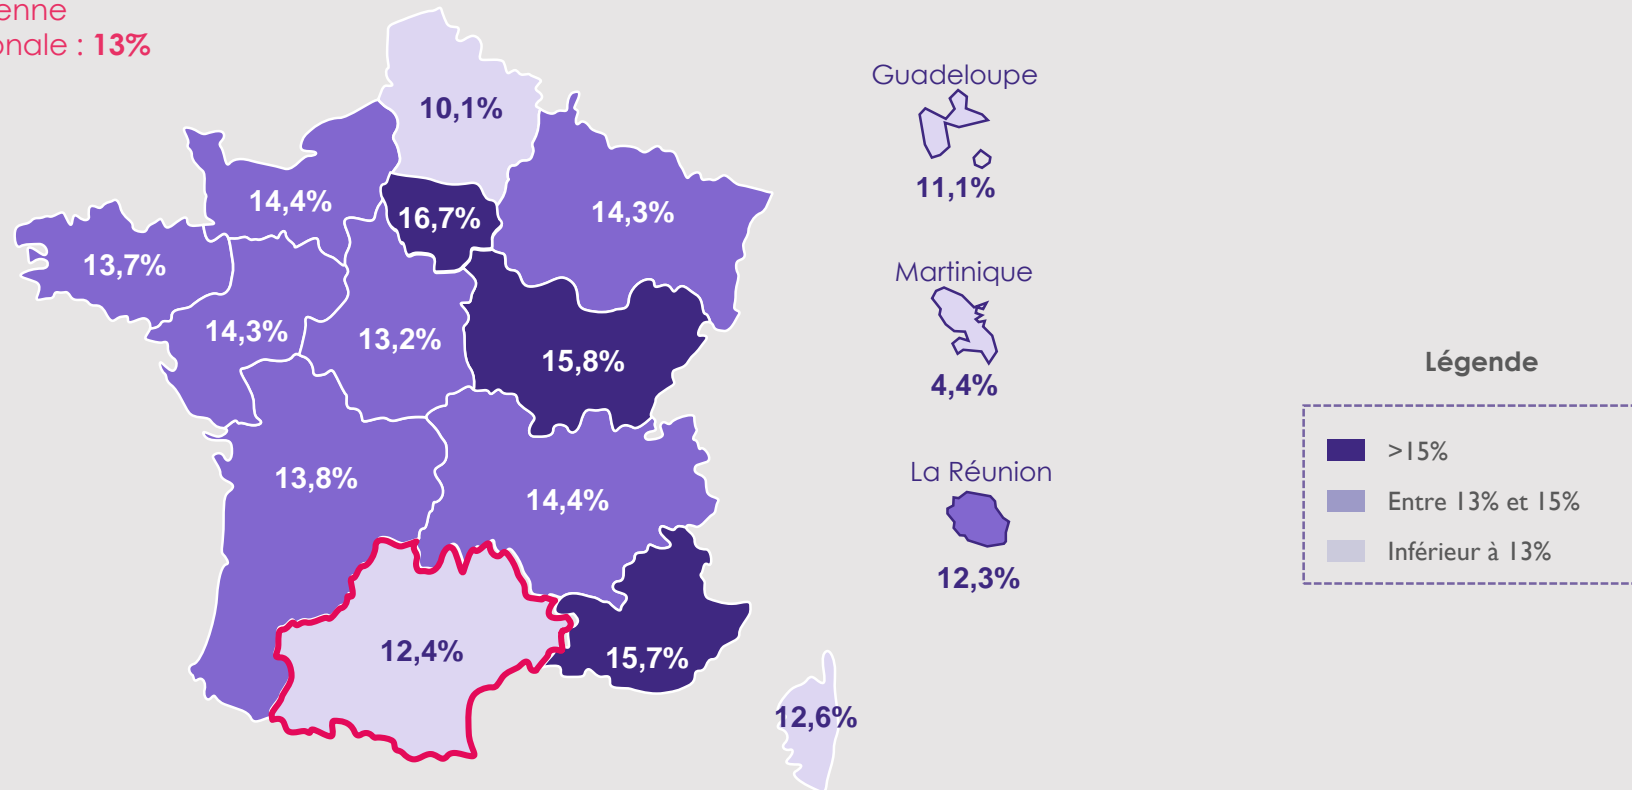 enne
onale : 13%
10,1%
14,4%
16,7%
14,3%
13,7%
14,3%
13,2%
15,8%
13,8%
14,4%
12,4%
15,7%
12,6%
Guadeloupe
11,1%
Martinique
4,4%
La Réunion
12,3%
Légende
>15%
Entre 13% et 15%
Inférieur à 13%